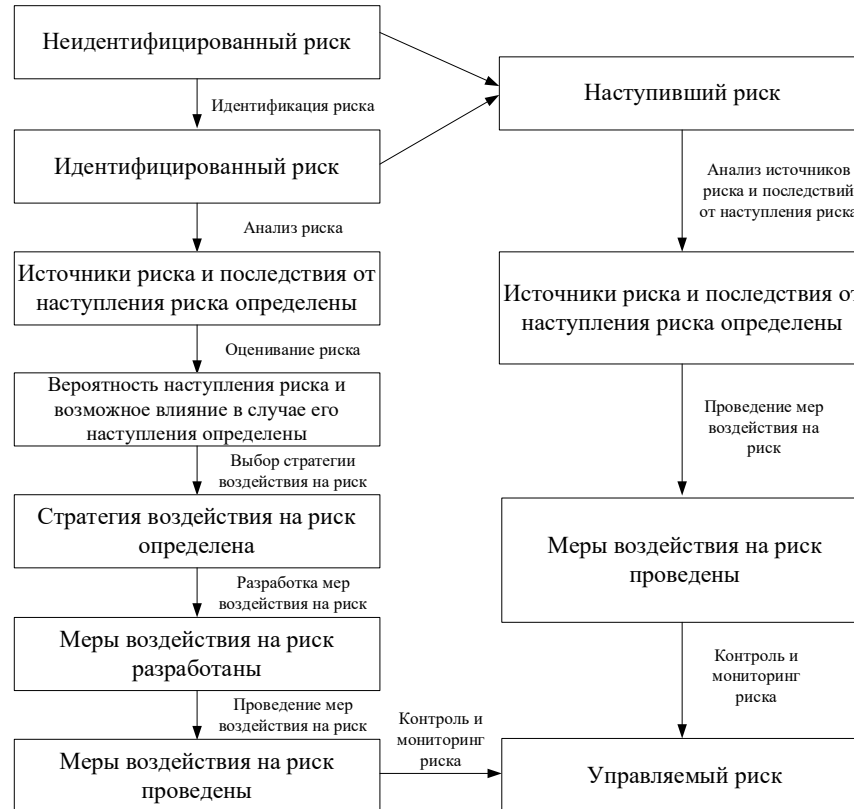 Неидентифицированный риск
Идентификация риска
Идентифицированный риск
Анализ риска
Источники риска и последствия от
наступления риска определены
Оценивание риска
Вероятность наступления риска и
возможное влияние в случае его
наступления определены
Выбор стратегии
воздействия на риск
Стратегия воздействия на риск
определена
Разработка мер
воздействия на риск
Меры воздействия на риск
разработаны
Проведение мер
воздействия на риск
Меры воздействия на риск
проведены
Контроль и
мониторинг
риска
Наступивший риск
Анализ источников
риска и последствий
от наступления риска
Источники риска и последствия от
наступления риска определены
Проведение мер
воздействия на
риск
Меры воздействия на риск
проведены
Контроль и
мониторинг
риска
Управляемый риск